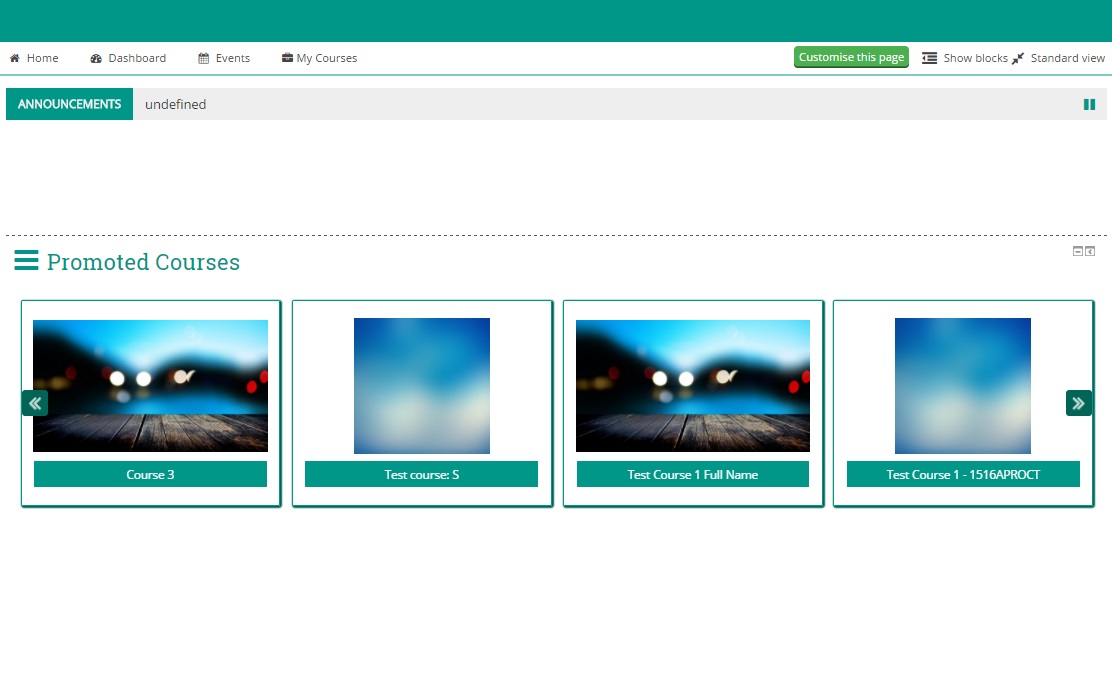 Home Dashboard Events My Courses Customise this page Show blocks Standard view
ANNOUNCEMENTS undefined
Promoted Courses
Course 3 Test course: S Test Course 1 Full Name Test Course 1 - 1516APROCT